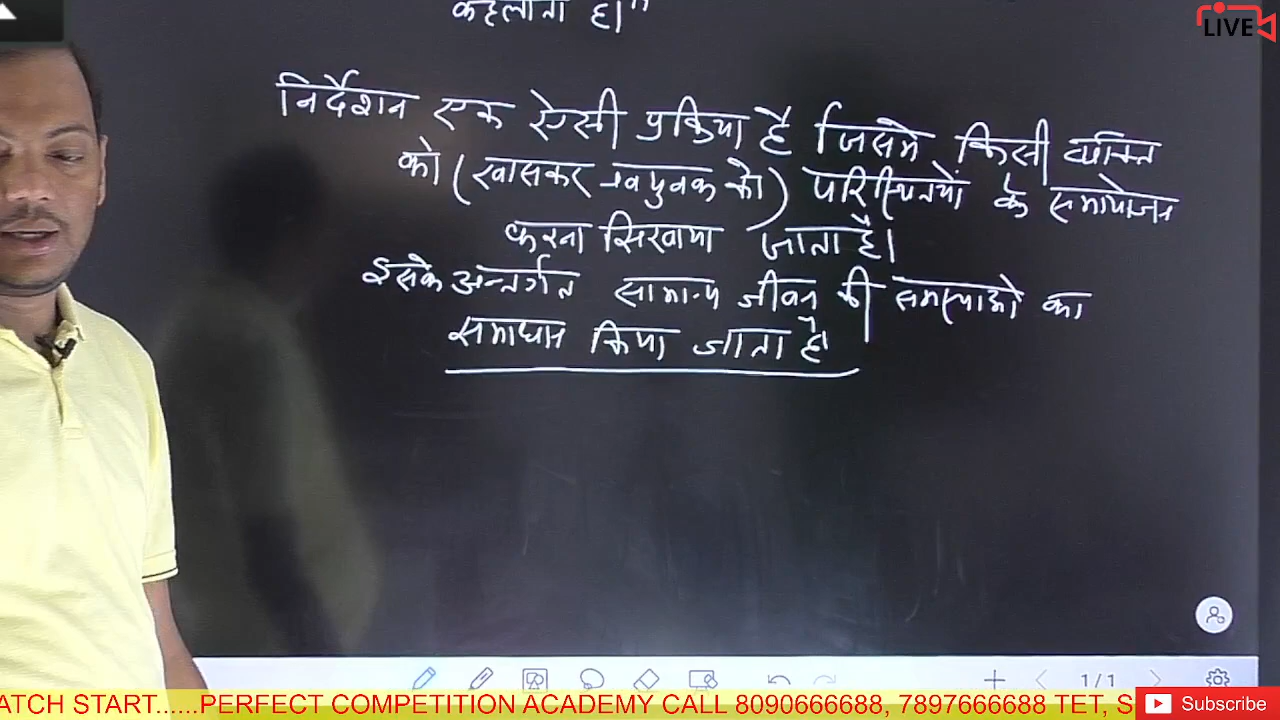 कहलाता है।"
LIVE
निर्देशन एक ऐसी प्रक्रिया है जिसमे किसी व्यक्ति
को (खासकर नवयुवक को) परिस्थितियों के समायोजन
करना सिखाया जाता है।
इसके अन्तर्गत सामान्य जीवन की समस्याओ का
समाधान किया जाता है
1/1
ATCH START......PERFECT COMPETITION ACADEMY CALL 8090666688, 7897666688 TET, S
Subscribe